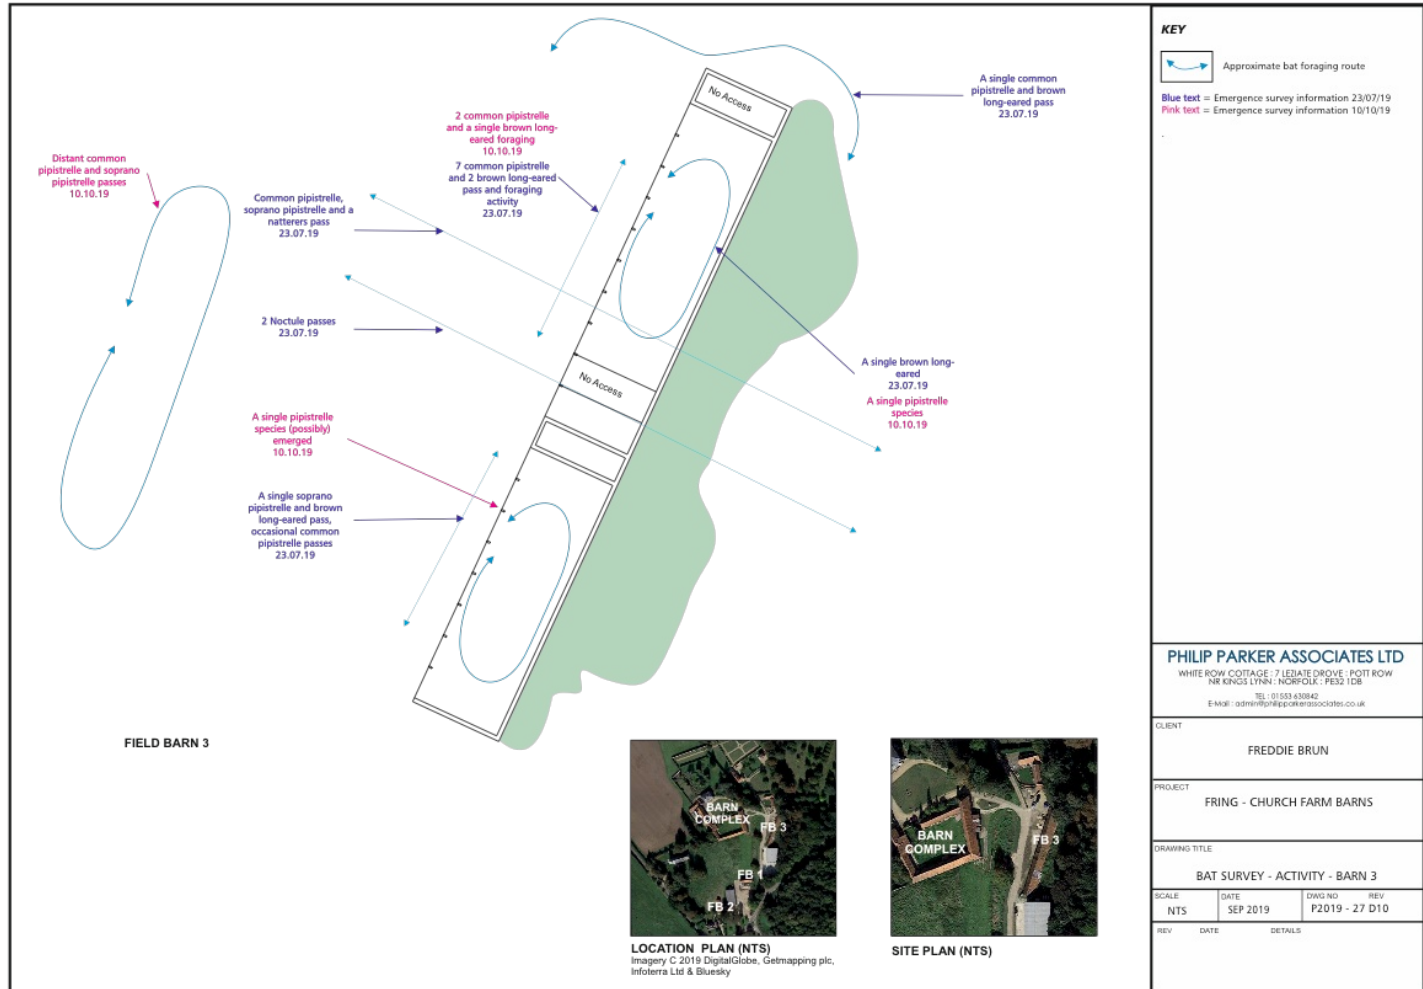 No Access
A single common
pipistrelle and brown
long-eared pass
23.07.19
2 common pipistrelle
and a single brown long-
eared foraging
10.10.19
7 common pipistrelle
and 2 brown long-eared
pass and foraging
activity
23.07.19
Distant common
pipistrelle and soprano
pipistrelle passes
10.10.19
Common pipistrelle,
soprano pipistrelle and a
natterers pass
23.07.19
2 Noctule passes
23.07.19
No Access
A single brown long-
eared
23.07.19
A single pipistrelle
species
10.10.19
A single pipistrelle
species (possibly)
emerged
10.10.19
A single soprano
pipistrelle and brown
long-eared pass,
occasional common
pipistrelle passes
23.07.19
FIELD BARN 3
BARN
COMPLEX
FB 3
FB 1
FB 2
LOCATION PLAN (NTS)
Imagery C 2019 DigitalGlobe, Getmapping plc,
Infoterra Ltd & Bluesky
BARN
COMPLEX
FB 3
SITE PLAN (NTS)
KEY
Approximate bat foraging route
Blue text = Emergence survey information 23/07/19
Pink text = Emergence survey information 10/10/19
.
PHILIP PARKER ASSOCIATES LTD
WHITE ROW COTTAGE : 7 LEZIATE DROVE : POTT ROW
NR KINGS LYNN : NORFOLK : PE32 1DB
TEL : 01553 630842
E-Mail : admin@philipparkerassociates.co.uk
CLIENT
FREDDIE BRUN
PROJECT
FRING - CHURCH FARM BARNS
DRAWING TITLE
BAT SURVEY - ACTIVITY - BARN 3
SCALE DATE DWG NO REV
NTS SEP 2019 P2019 - 27 D10
REV DATE DETAILS